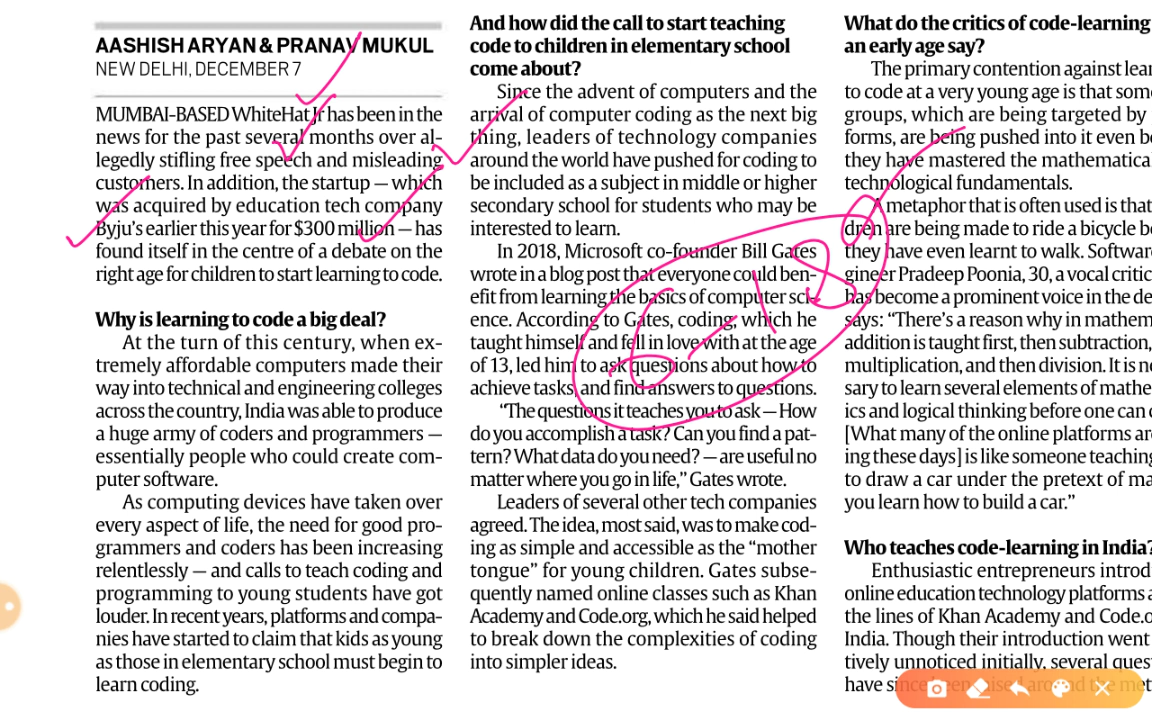 AASHISH ARYAN & PRANAV MUKUL
NEW DELHI, DECEMBER 7
MUMBAI-BASED WhiteHat Jr has been in the
news for the past several months over al-
legedly stifling free speech and misleading
customers. In addition, the startup — which
was acquired by education tech company
Byju's earlier this year for $300 million — has
found itself in the centre of a debate on the
right age for children to start learning to code.
Why is learning to code a big deal?
At the turn of this century, when ex-
tremely affordable computers made their
way into technical and engineering colleges
across the country, India was able to produce
a huge army of coders and programmers —
essentially people who could create com-
puter software.
As computing devices have taken over
every aspect of life, the need for good pro-
grammers and coders has been increasing
relentlessly — and calls to teach coding and
programming to young students have got
louder. In recent years, platforms and compa-
nies have started to claim that kids as young
as those in elementary school must begin to
learn coding.
And how did the call to start teaching
code to children in elementary school
come about?
Since the advent of computers and the
arrival of computer coding as the next big
thing, leaders of technology companies
around the world have pushed for coding to
be included as a subject in middle or higher
secondary school for students who may be
interested to learn.
In 2018, Microsoft co-founder Bill Gates
wrote in a blog post that everyone could ben-
efit from learning the basics of computer sci-
ence. According to Gates, coding, which he
taught himself and fell in love with at the age
of 13, led him to ask questions about how to
achieve tasks, and find answers to questions.
"The questions it teaches you to ask — How
do you accomplish a task? Can you find a pat-
tern? What data do you need? — are useful no
matter where you go in life," Gates wrote.
Leaders of several other tech companies
agreed. The idea, most said, was to make cod-
ing as simple and accessible as the "mother
tongue" for young children. Gates subse-
quently named online classes such as Khan
Academy and Code.org, which he said helped
to break down the complexities of coding
into simpler ideas.
6-18
What do the critics of code-learning
an early age say?
The primary contention against lear
to code at a very young age is that som
groups, which are being targeted by
forms, are being pushed into it even be
they have mastered the mathematica
technological fundamentals.
A metaphor that is often used is that
dren are being made to ride a bicycle be
they have even learnt to walk. Software
gineer Pradeep Poonia, 30, a vocal critic
has become a prominent voice in the de
says: "There's a reason why in mathem
addition is taught first, then subtraction,
multiplication, and then division. It is ne
sary to learn several elements of mathe
ics and logical thinking before one can c
[What many of the online platforms are
ing these days] is like someone teaching
to draw a car under the pretext of ma
you learn how to build a car."
Who teaches code-learning in India?
Enthusiastic entrepreneurs introd
online education technology platforms a
the lines of Khan Academy and Code.o
India. Though their introduction went
tively unnoticed initially, several ques
have since been raised around the met